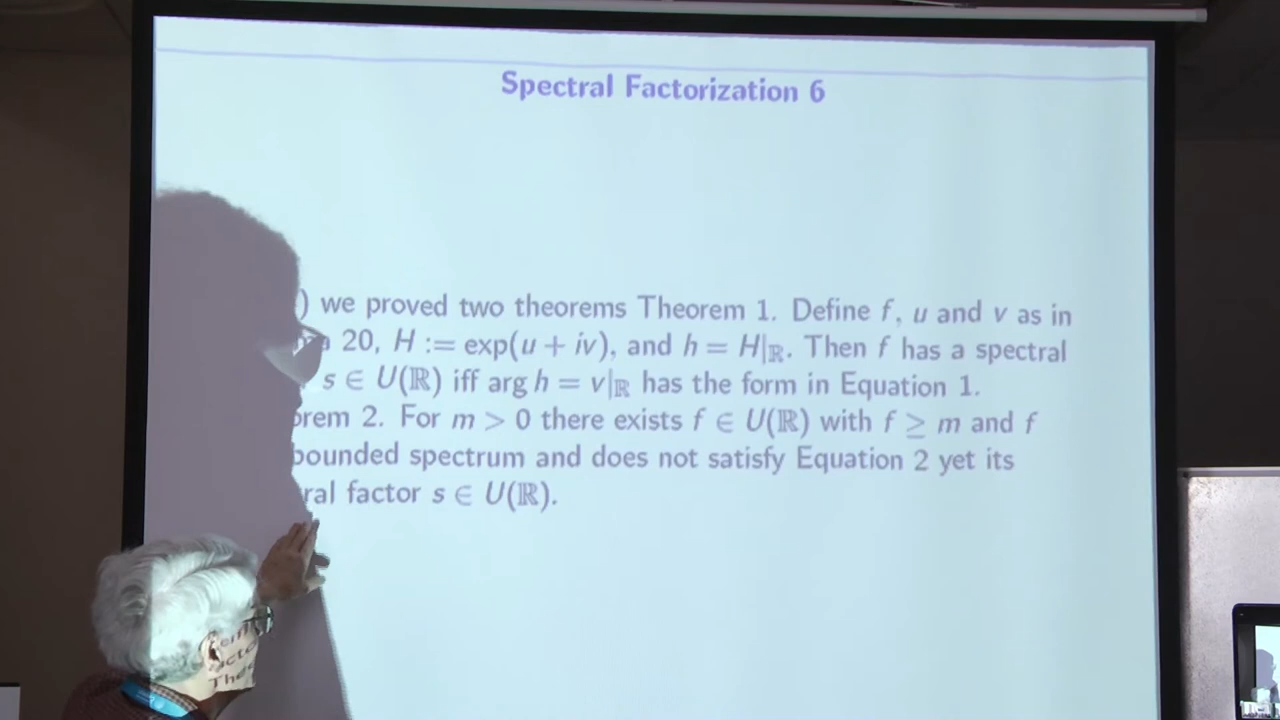 Spectral Factorization 6
) we proved two theorems Theorem 1. Define f, u and v as in
20, H := exp(u + iv), and h = H|ℝ. Then f has a spectral
s ∈ U(ℝ) iff arg h = v|ℝ has the form in Equation 1.
orem 2. For m > 0 there exists f ∈ U(ℝ) with f ≥ m and f
bounded spectrum and does not satisfy Equation 2 yet its
ral factor s ∈ U(ℝ).